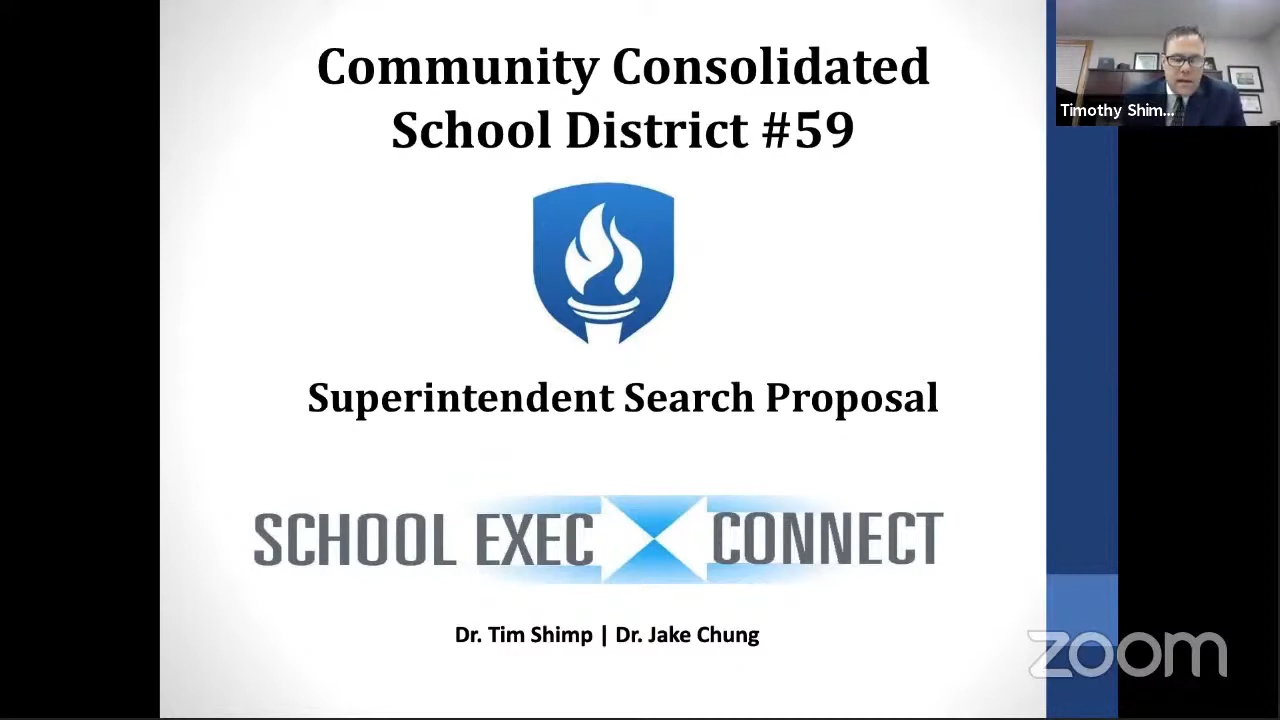 Community Consolidated
School District #59
Timothy Shim...
Superintendent Search Proposal
SCHOOL EXEC CONNECT
Dr. Tim Shimp | Dr. Jake Chung
zoom